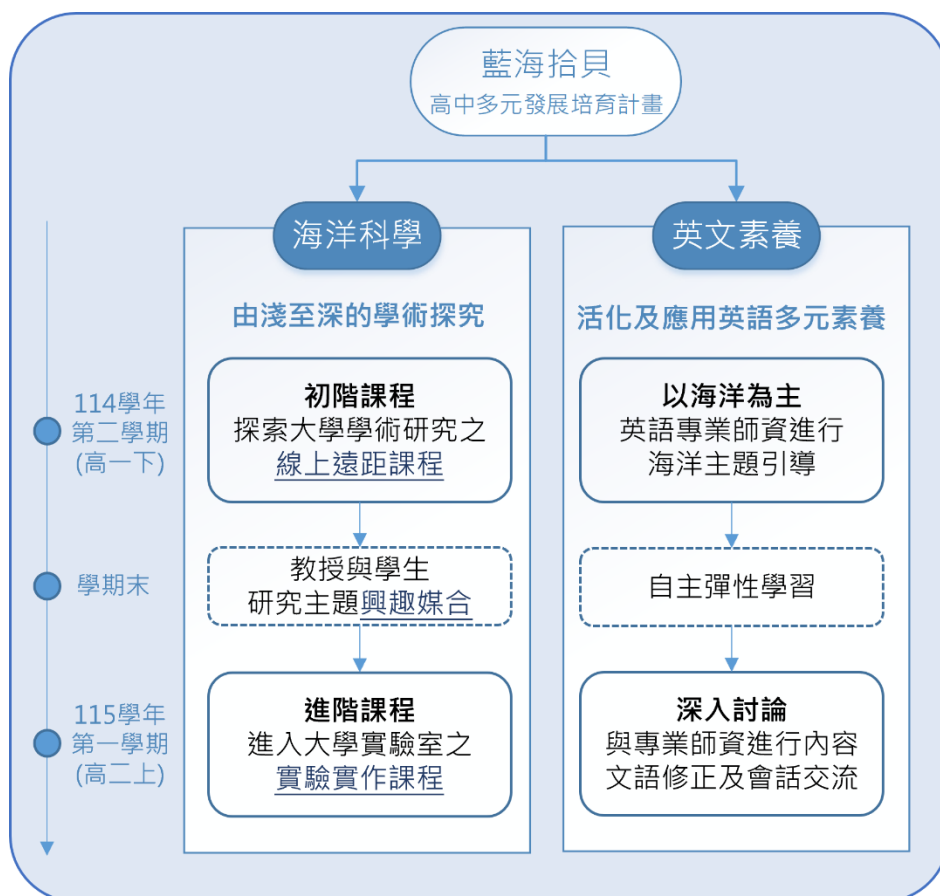 藍海拾貝
高中多元發展培育計畫
海洋科學
英文素養
由淺至深的學術探究
活化及應用英語多元素養
114學年
第二學期
(高一下)
初階課程
探索大學學術研究之
線上遠距課程
以海洋為主
英語專業師資進行
海洋主題引導
學期末
教授與學生
研究主題興趣媒合
自主彈性學習
115學年
第一學期
(高二上)
進階課程
進入大學實驗室之
實驗實作課程
深入討論
與專業師資進行內容
文語修正及會話交流